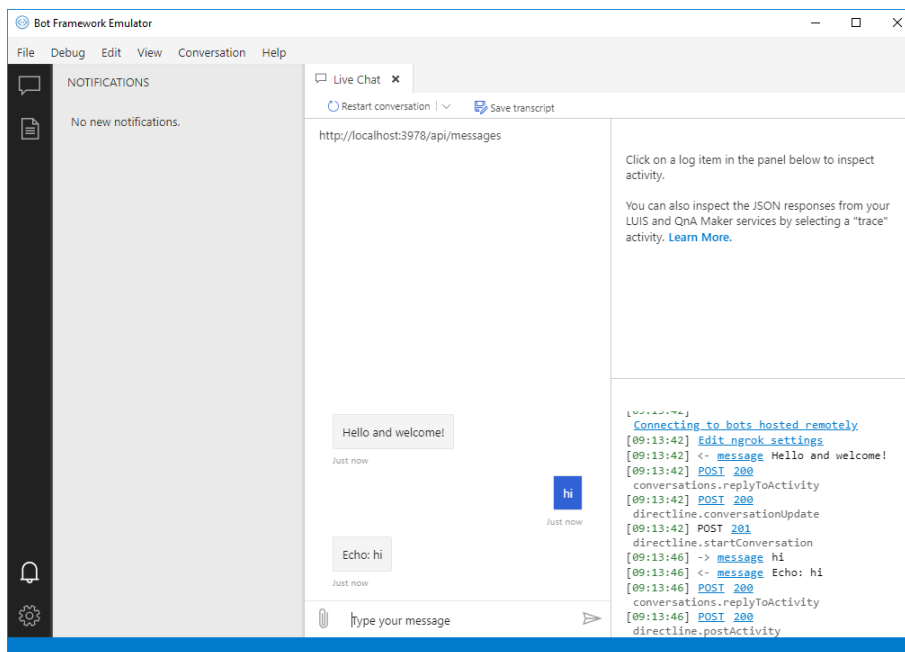 Bot Framework Emulator
File Debug Edit View Conversation Help
NOTIFICATIONS
No new notifications.
Live Chat
Restart conversation
Save transcript
http://localhost:3978/api/messages
Hello and welcome!
Just now
hi
Just now
Echo: hi
Just now
Type your message
Click on a log item in the panel below to inspect
activity.
You can also inspect the JSON responses from your
LUIS and QnA Maker services by selecting a "trace"
activity. Learn More.
[09:13:42]
Connecting to bots hosted remotely
[09:13:42] Edit ngrok settings
[09:13:42] <- message Hello and welcome!
[09:13:42] POST 200
conversations.replyToActivity
[09:13:42] POST 200
directline.conversationUpdate
[09:13:42] POST 201
directline.startConversation
[09:13:46] -> message hi
[09:13:46] <- message Echo: hi
[09:13:46] POST 200
conversations.replyToActivity
[09:13:46] POST 200
directline.postActivity